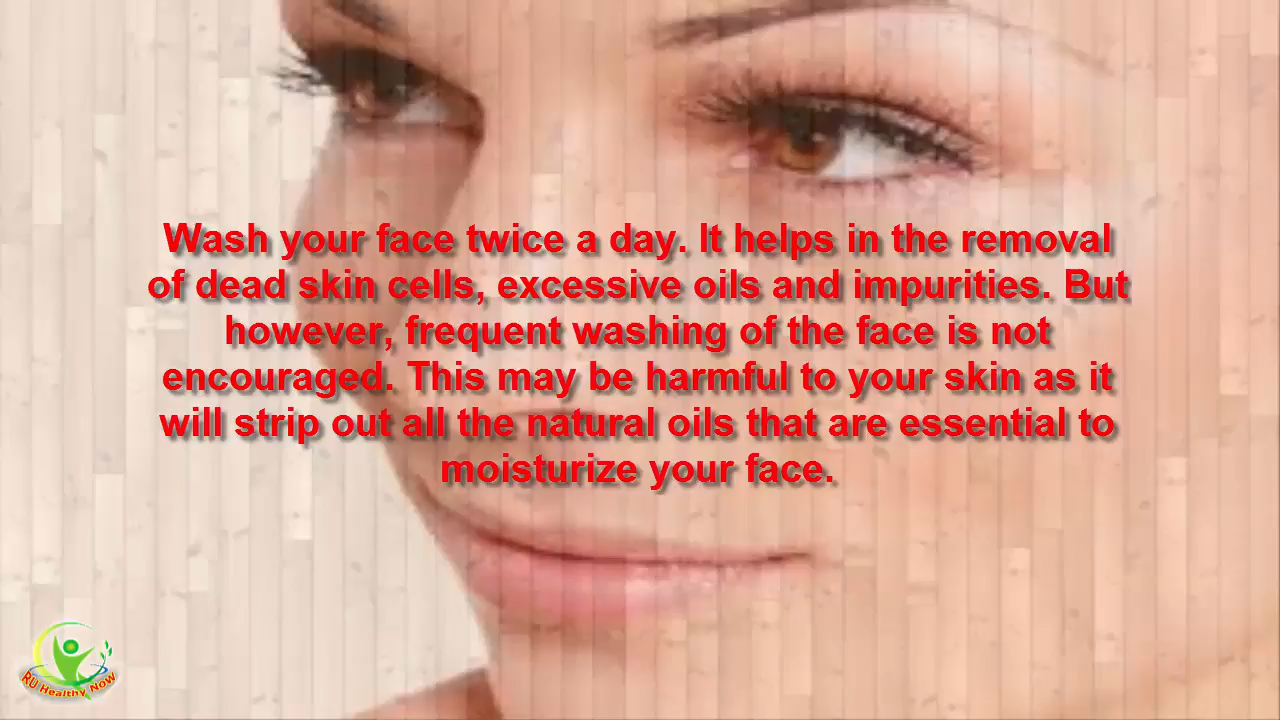 Wash your face twice a day. It helps in the removal
of dead skin cells, excessive oils and impurities. But
however, frequent washing of the face is not
encouraged. This may be harmful to your skin as it
will strip out all the natural oils that are essential to
moisturize your face.
RU Healthy Now